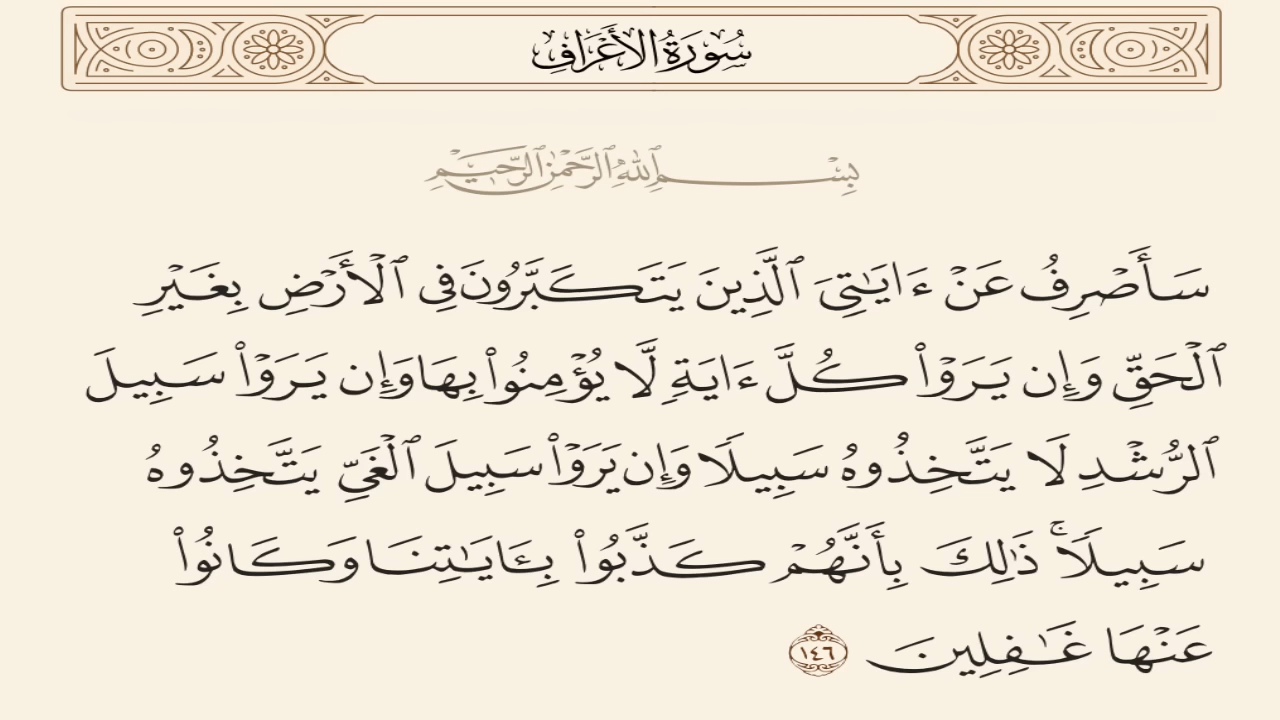 سُورَةُ الأَعْرَافِ
بِسْمِ ٱللَّهِ ٱلرَّحْمَٰنِ ٱلرَّحِيمِ
سَأَصْرِفُ عَنْ ءَايَٰتِىَ ٱلَّذِينَ يَتَكَبَّرُونَ فِى ٱلْأَرْضِ بِغَيْرِ
ٱلْحَقِّ وَإِن يَرَوْا۟ كُلَّ ءَايَةٍ لَّا يُؤْمِنُوا۟ بِهَا وَإِن يَرَوْا۟ سَبِيلَ
ٱلرُّشْدِ لَا يَتَّخِذُوهُ سَبِيلًا وَإِن يَرَوْا۟ سَبِيلَ ٱلْغَىِّ يَتَّخِذُوهُ
سَبِيلًا ۚ ذَٰلِكَ بِأَنَّهُمْ كَذَّبُوا۟ بِـَٔايَٰتِنَا وَكَانُوا۟
عَنْهَا غَٰفِلِينَ ١٤٦